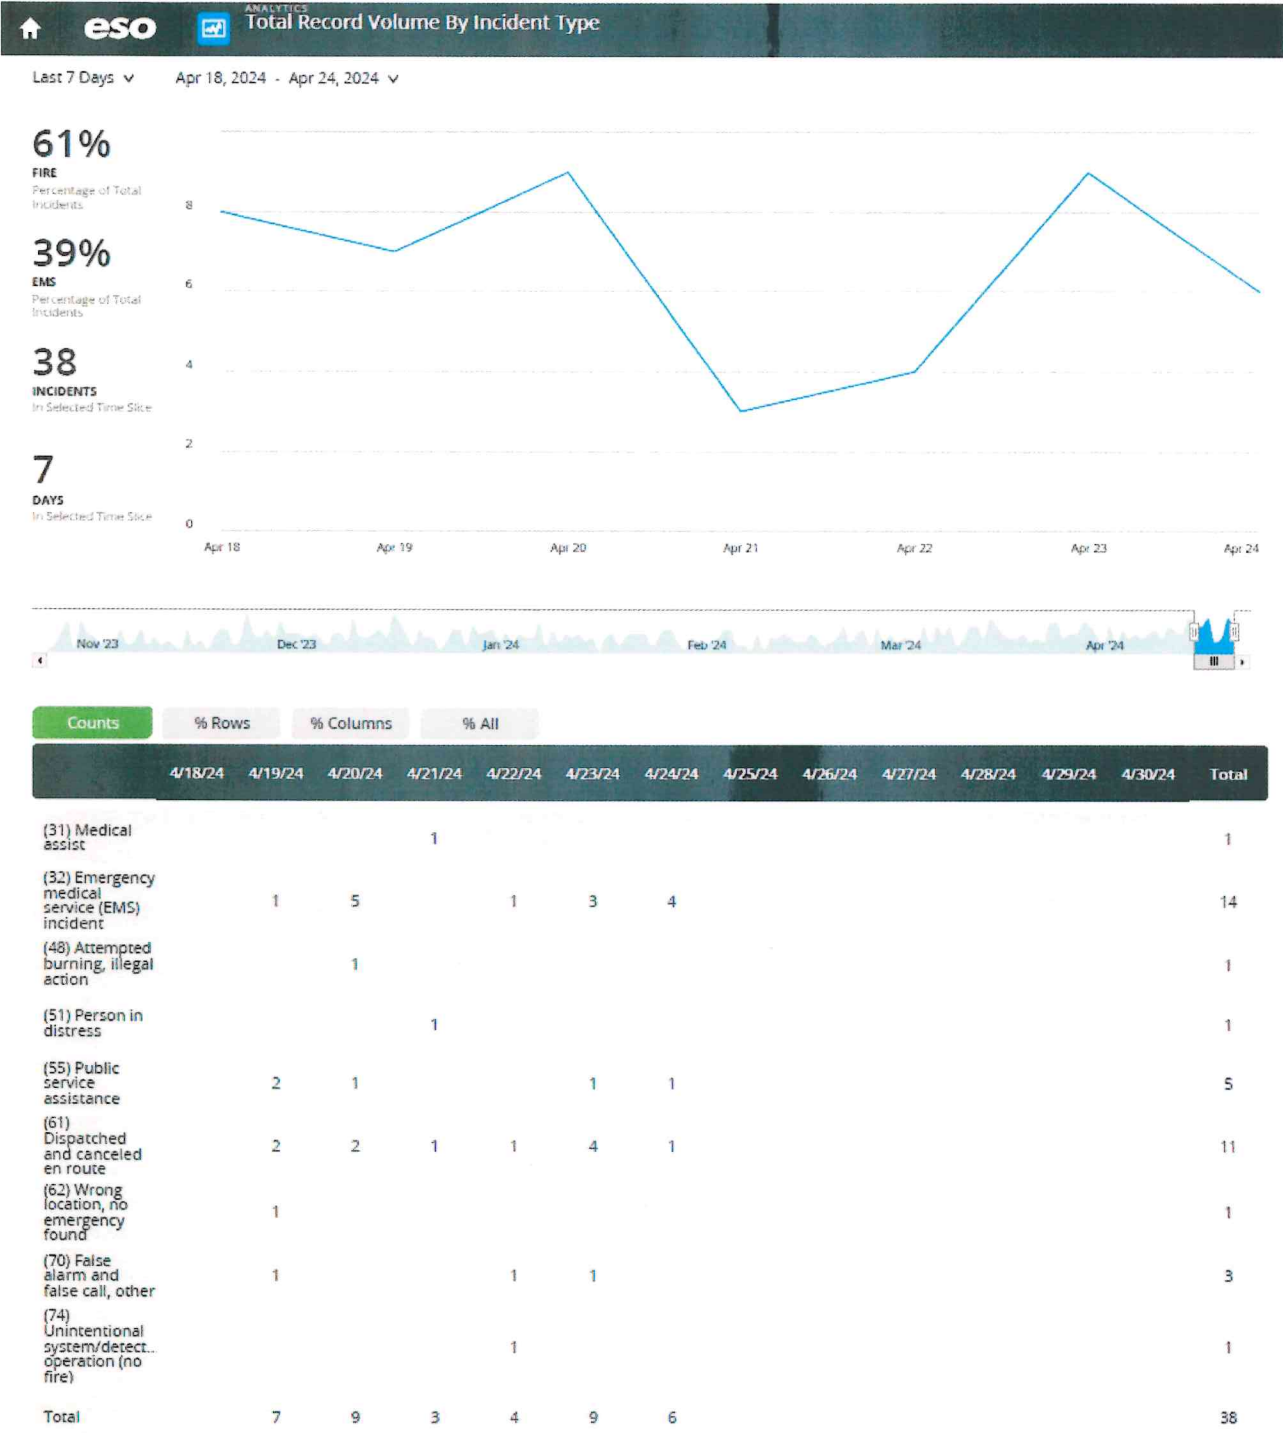 ANALYTICS
eso Total Record Volume By Incident Type
Last 7 Days Apr 18, 2024 - Apr 24, 2024
61%
FIRE
Percentage of Total
Incidents
39%
EMS
Percentage of Total
Incidents
38
INCIDENTS
In Selected Time Slice
7
DAYS
In Selected Time Slice
8
6
4
2
0
Apr 18 Apr 19 Apr 20 Apr 21 Apr 22 Apr 23 Apr 24
Nov '23 Dec '23 Jan '24 Feb '24 Mar '24 Apr '24
Counts % Rows % Columns % All
4/18/24 4/19/24 4/20/24 4/21/24 4/22/24 4/23/24 4/24/24 4/25/24 4/26/24 4/27/24 4/28/24 4/29/24 4/30/24 Total
(31) Medical
assist
1 1
(32) Emergency
medical
service (EMS)
incident
1 5 1 3 4 14
(48) Attempted
burning, illegal
action
1 1
(51) Person in
distress
1 1
(55) Public
service
assistance
2 1 1 1 5
(61)
Dispatched
and canceled
en route
2 2 1 1 4 1 11
(62) Wrong
location, no
emergency
found
1 1
(70) False
alarm and
false call, other
1 1 1 3
(74)
Unintentional
system/detect...
operation (no
fire)
1 1
Total 7 9 3 4 9 6 38